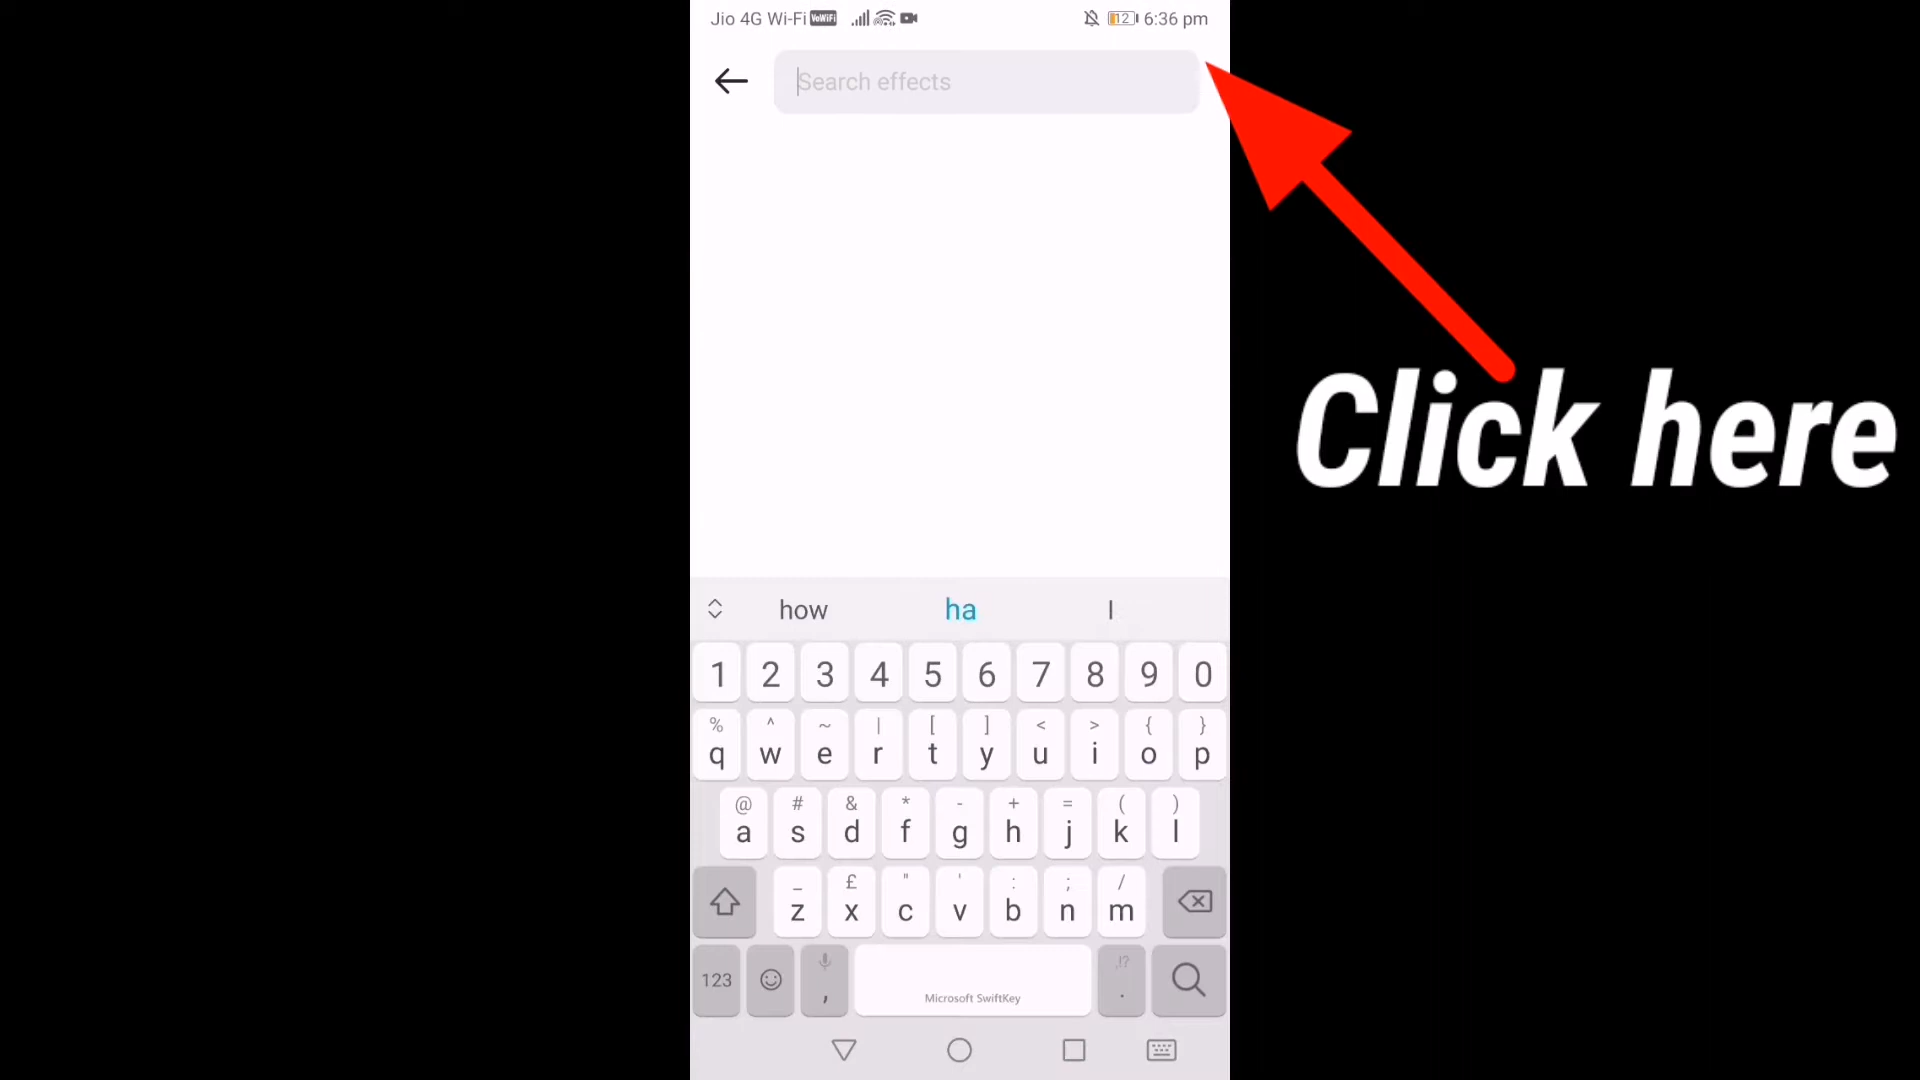 Jio 4G Wi-Fi VoWiFi 12 6:36 pm
Search effects
Click here
how ha I
1 2 3 4 5 6 7 8 9 0
% ^ ~ | [ ] < > { }
q w e r t y u i o p
@ # & * - + = ( )
a s d f g h j k l
_ £ " ' : ; /
z x c v b n m
123 , ,!? .
Microsoft SwiftKey